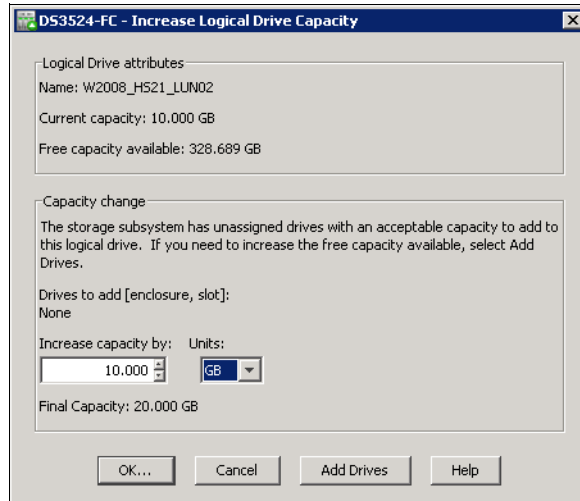 DS3524-FC - Increase Logical Drive Capacity
Logical Drive attributes
Name: W2008_HS21_LUN02
Current capacity: 10.000 GB
Free capacity available: 328.689 GB
Capacity change
The storage subsystem has unassigned drives with an acceptable capacity to add to
this logical drive. If you need to increase the free capacity available, select Add
Drives.
Drives to add [enclosure, slot]:
None
Increase capacity by: Units:
10.000 GB
Final Capacity: 20.000 GB
OK... Cancel Add Drives Help